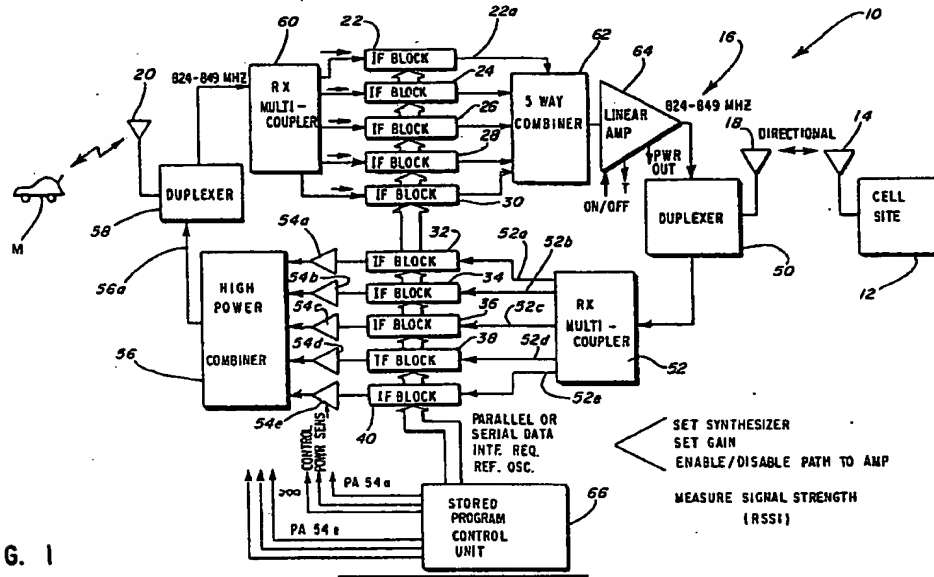 10
60
22
22a
62
16
64
IF BLOCK
824-849 MHZ
20
RX
MULTI-
COUPLER
24
IF BLOCK
26
IF BLOCK
28
IF BLOCK
IF BLOCK
30
5 WAY
COMBINER
LINEAR
AMP
824-849 MHZ
18
DIRECTIONAL
14
PWR
OUT
ON/OFF
T
M
DUPLEXER
58
DUPLEXER
50
CELL
SITE
12
56a
54a
32
52a
52b
IF BLOCK
54b
34
IF BLOCK
54c
36
52c
IF BLOCK
54d
38
52d
IF BLOCK
54e
40
52e
IF BLOCK
HIGH
POWER
COMBINER
56
RX
MULTI-
COUPLER
52
CONTROL
POWR SENS
PARALLEL OR
SERIAL DATA
INTF. REQ.
REF. OSC.
SET SYNTHESIZER
SET GAIN
ENABLE/DISABLE PATH TO AMP
MEASURE SIGNAL STRENGTH
(RSSI)
PA 54a
PA 54e
STORED
PROGRAM
CONTROL
UNIT
66
G. 1